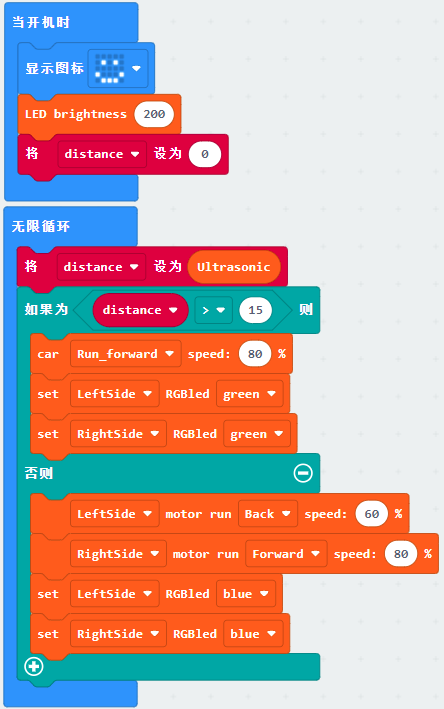 当开机时
显示图标
LED brightness 200
将 distance 设为 0
无限循环
将 distance 设为 Ultrasonic
如果为 distance > 15 则
car Run_forward speed: 80 %
set LeftSide RGBled green
set RightSide RGBled green
否则
LeftSide motor run Back speed: 60 %
RightSide motor run Forward speed: 80 %
set LeftSide RGBled blue
set RightSide RGBled blue